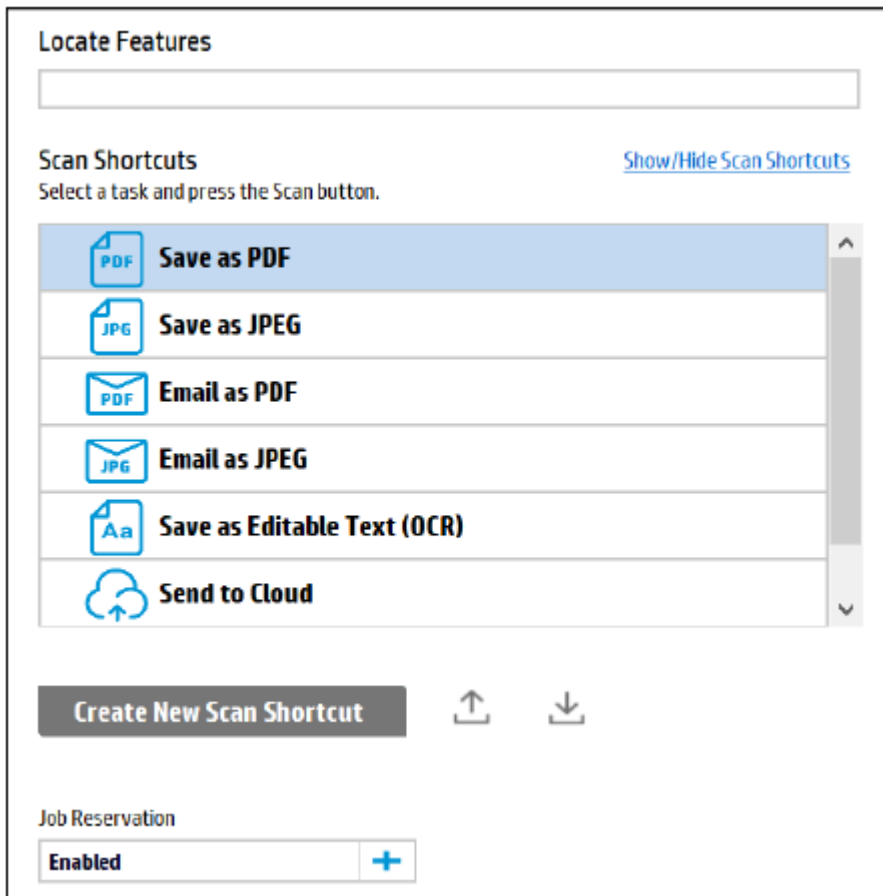 Locate Features
Scan Shortcuts Show/Hide Scan Shortcuts
Select a task and press the Scan button.
PDF Save as PDF
JPG Save as JPEG
PDF Email as PDF
JPG Email as JPEG
Aa Save as Editable Text (OCR)
Send to Cloud
Create New Scan Shortcut
Job Reservation
Enabled